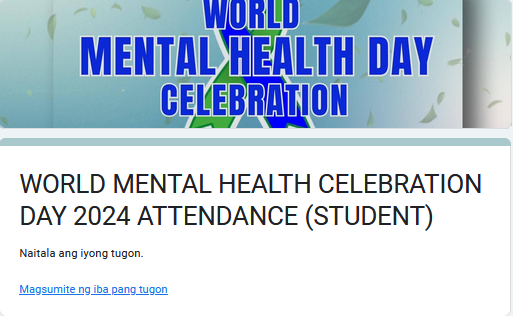 WORLD
MENTAL HEALTH DAY
CELEBRATION
WORLD MENTAL HEALTH CELEBRATION
DAY 2024 ATTENDANCE (STUDENT)
Naitala ang iyong tugon.
Magsumite ng iba pang tugon